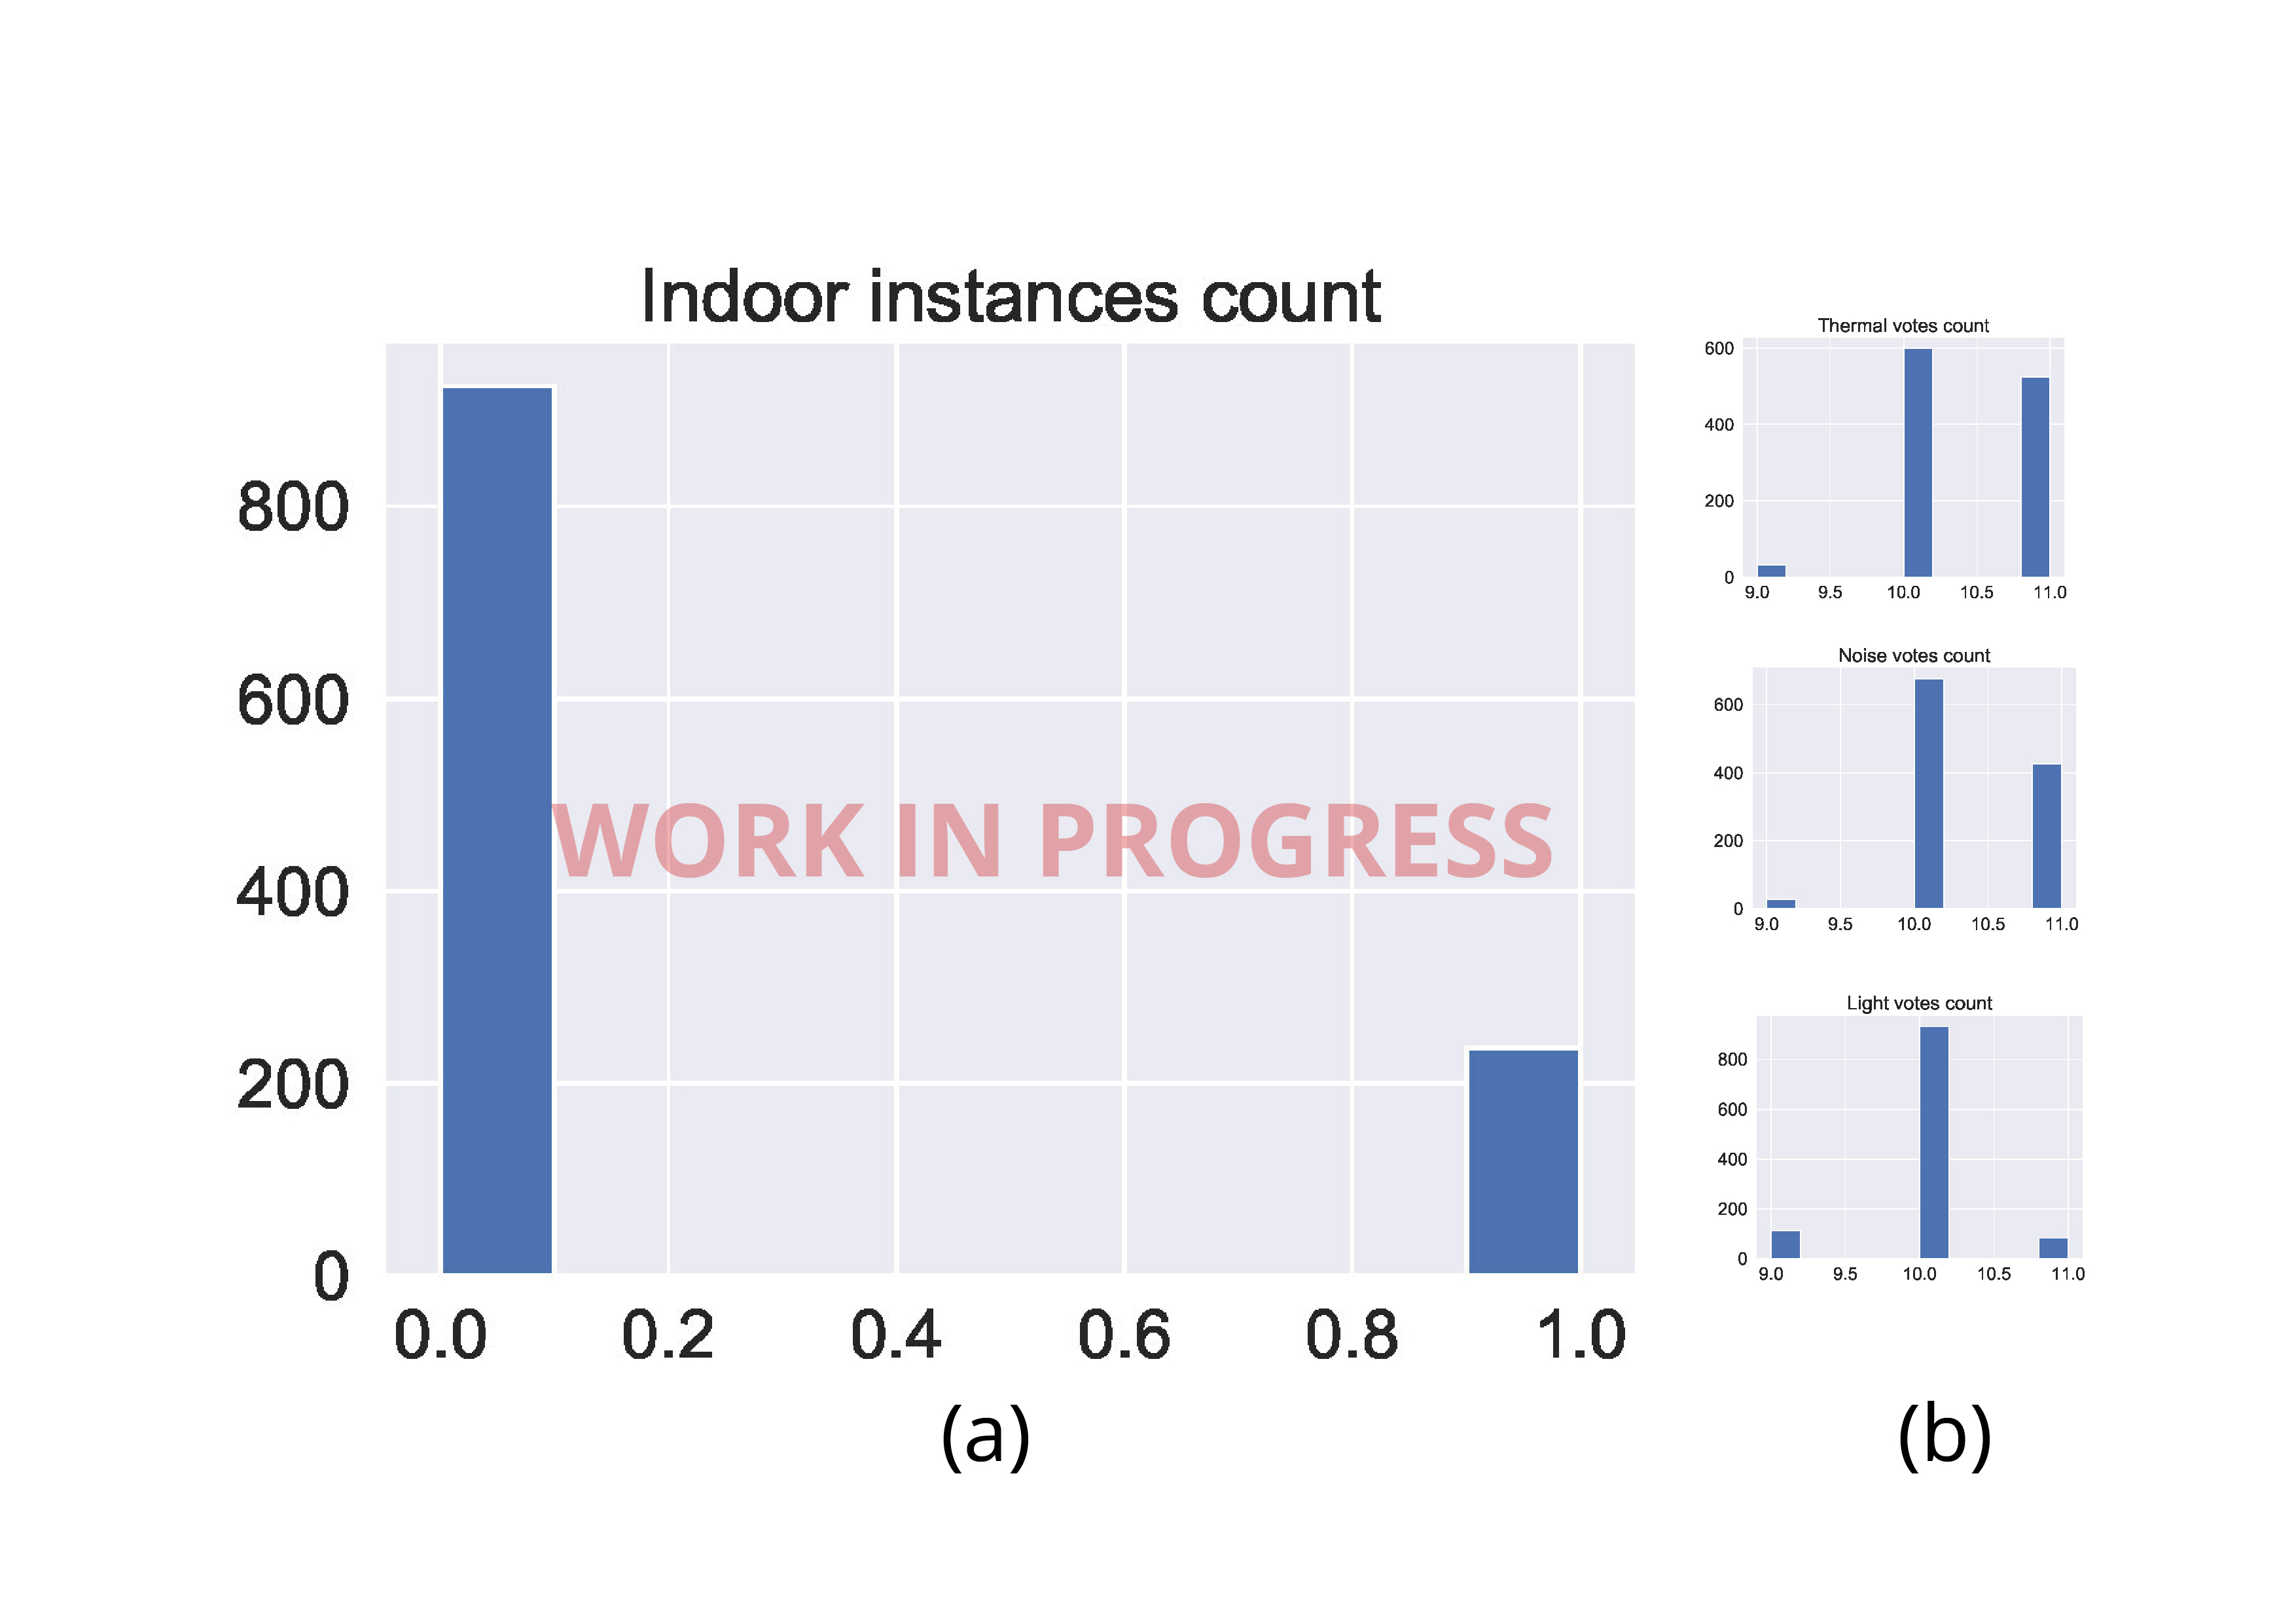 Indoor instances count
800
600
400
200
0
0.0 0.2 0.4 0.6 0.8 1.0
WORK IN PROGRESS
(a)
Thermal votes count
600
400
200
0
9.0 9.5 10.0 10.5 11.0
Noise votes count
600
400
200
0
9.0 9.5 10.0 10.5 11.0
Light votes count
800
600
400
200
0
9.0 9.5 10.0 10.5 11.0
(b)